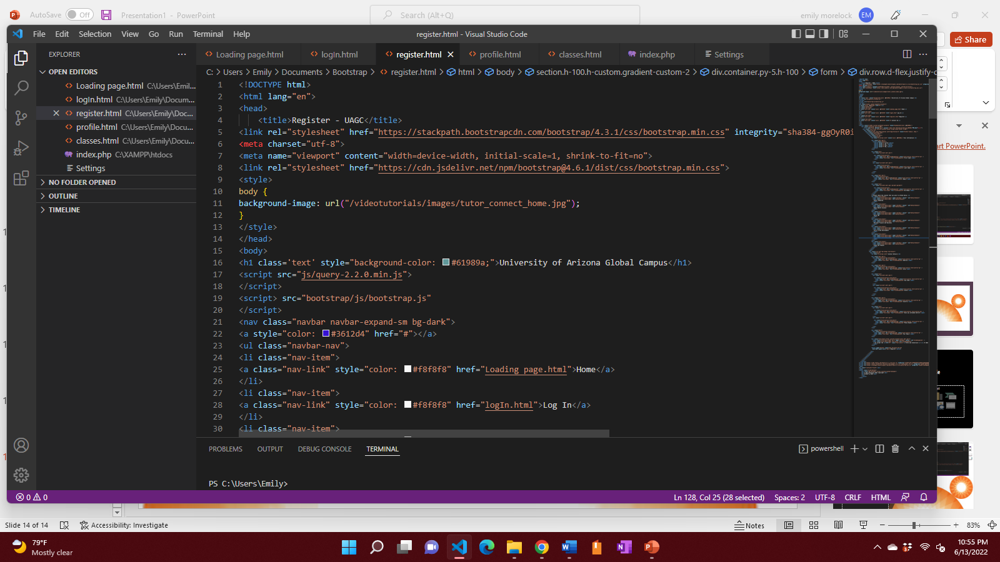 AutoSave Off Presentation1 - PowerPoint Search (Alt+Q) emily morelock EM
File Edit Selection View Go Run Terminal Help register.html - Visual Studio Code
Share
EXPLORER
OPEN EDITORS
Loading page.html C:\Users\Emil...
logIn.html C:\Users\Emily\Docum...
register.html C:\Users\Emily\Doc...
profile.html C:\Users\Emily\Docu...
classes.html C:\Users\Emily\Docu...
index.php C:\XAMPP\htdocs
Settings
NO FOLDER OPENED
OUTLINE
TIMELINE
Loading page.html logIn.html register.html profile.html classes.html index.php Settings
C: > Users > Emily > Documents > Bootstrap > register.html > html > body > section.h-100.h-custom.gradient-custom-2 > div.container.py-5.h-100 > form > div.row.d-flex.justify-c
1 <!DOCTYPE html>
2 <html lang="en">
3 <head>
4 <title>Register - UAGC</title>
5 <link rel="stylesheet" href="https://stackpath.bootstrapcdn.com/bootstrap/4.3.1/css/bootstrap.min.css" integrity="sha384-ggOyR0i
6 <meta charset="utf-8">
7 <meta name="viewport" content="width=device-width, initial-scale=1, shrink-to-fit=no">
8 <link rel="stylesheet" href="https://cdn.jsdelivr.net/npm/bootstrap@4.6.1/dist/css/bootstrap.min.css">
9 <style>
10 body {
11 background-image: url("/videotutorials/images/tutor_connect_home.jpg");
12 }
13 </style>
14 </head>
15 <body>
16 <h1 class='text' style="background-color: #61989a;">University of Arizona Global Campus</h1>
17 <script src="js/query-2.2.0.min.js">
18 </script>
19 <script> src="bootstrap/js/bootstrap.js"
20 </script>
21 <nav class="navbar navbar-expand-sm bg-dark">
22 <a style="color: #3612d4" href="#"></a>
23 <ul class="navbar-nav">
24 <li class="nav-item">
25 <a class="nav-link" style="color: #f8f8f8" href="Loading page.html">Home</a>
26 </li>
27 <li class="nav-item">
28 <a class="nav-link" style="color: #f8f8f8" href="logIn.html">Log In</a>
29 </li>
30 <li class="nav-item">
art PowerPoint.
PROBLEMS OUTPUT DEBUG CONSOLE TERMINAL powershell
PS C:\Users\Emily>
0 0 Ln 128, Col 25 (28 selected) Spaces: 2 UTF-8 CRLF HTML
Slide 14 of 14 Accessibility: Investigate Notes 83%
79°F
Mostly clear
10:55 PM
6/13/2022